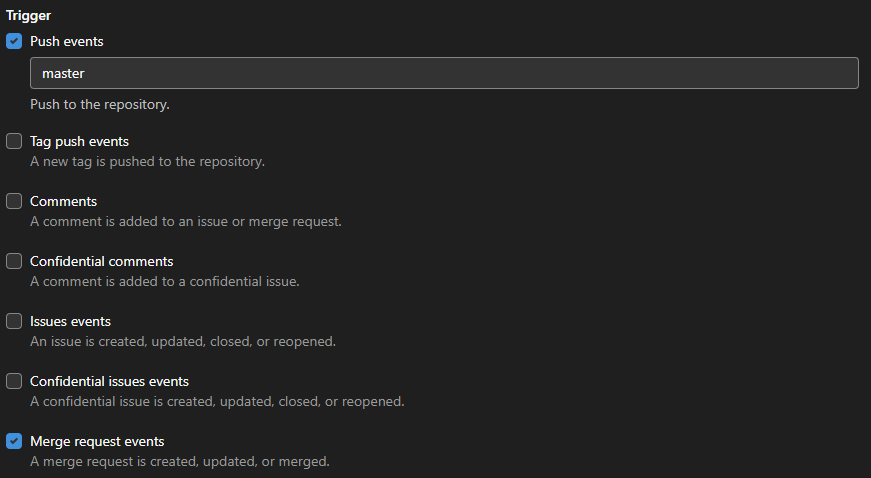 Trigger
Push events
master
Push to the repository.
Tag push events
A new tag is pushed to the repository.
Comments
A comment is added to an issue or merge request.
Confidential comments
A comment is added to a confidential issue.
Issues events
An issue is created, updated, closed, or reopened.
Confidential issues events
A confidential issue is created, updated, closed, or reopened.
Merge request events
A merge request is created, updated, or merged.